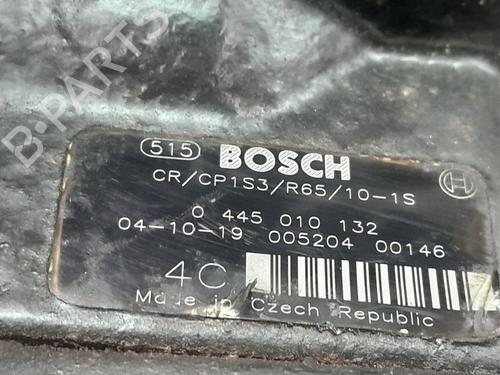 B-PARTS
515 BOSCH
CR/CP1S3/R65/10-1S
0 445 010 132
04-10-19 005204 00146
4C
Made in Czech Republic